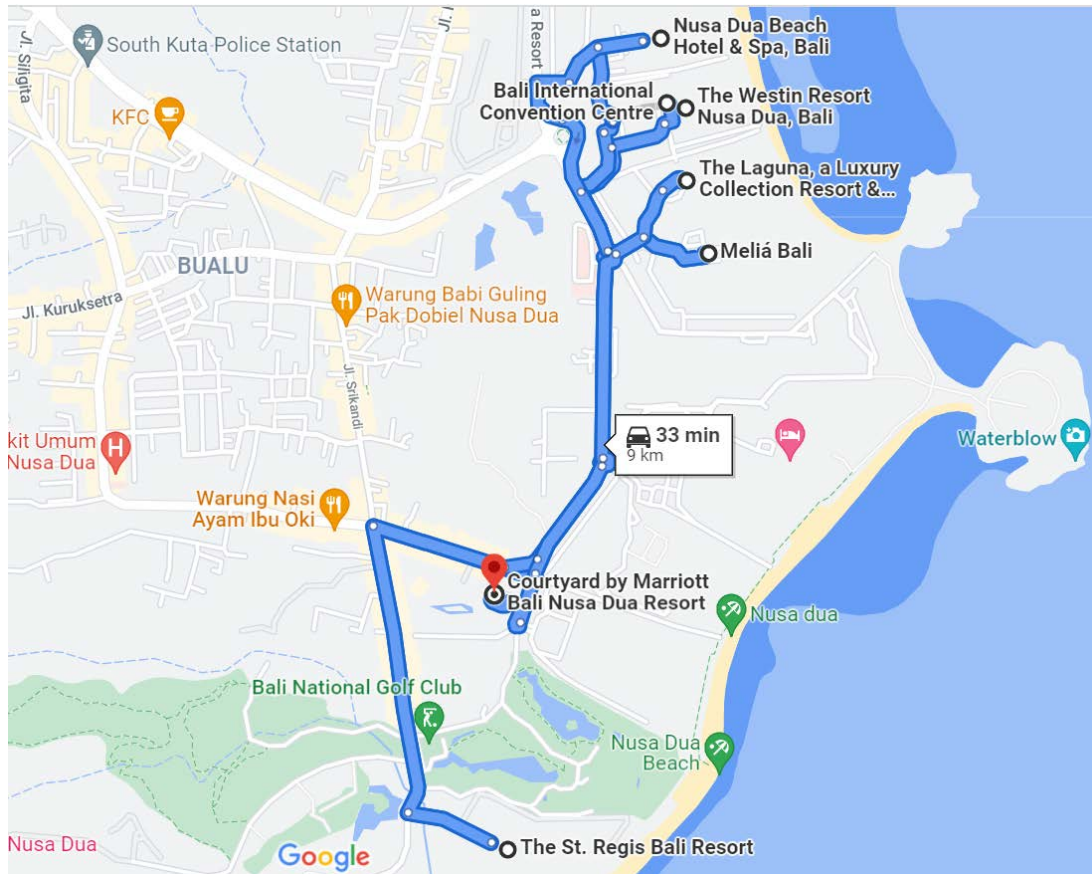 Nusa Dua Beach
Hotel & Spa, Bali
a Resort
Jl.
Jl. Siligita
South Kuta Police Station
Bali International
Convention Centre
The Westin Resort
Nusa Dua, Bali
KFC
The Laguna, a Luxury
Collection Resort &...
Meliá Bali
BUALU
Jl. Kuruksetra
Warung Babi Guling
Pak Dobiel Nusa Dua
Jl. Srikandi
33 min
9 km
kit Umum
Nusa Dua
H
Waterblow
Warung Nasi
Ayam Ibu Oki
Courtyard by Marriott
Bali Nusa Dua Resort
Nusa dua
Bali National Golf Club
Nusa Dua
Beach
Nusa Dua
Google
The St. Regis Bali Resort